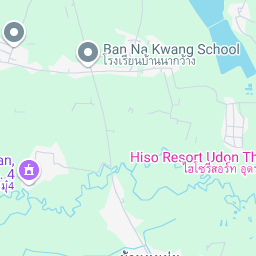 Ban Na Kwang School
โรงเรียนบ้านนากว้าง
Hiso Resort Udon Th
ไฮโซรีสอร์ท อุด
an,
. 4